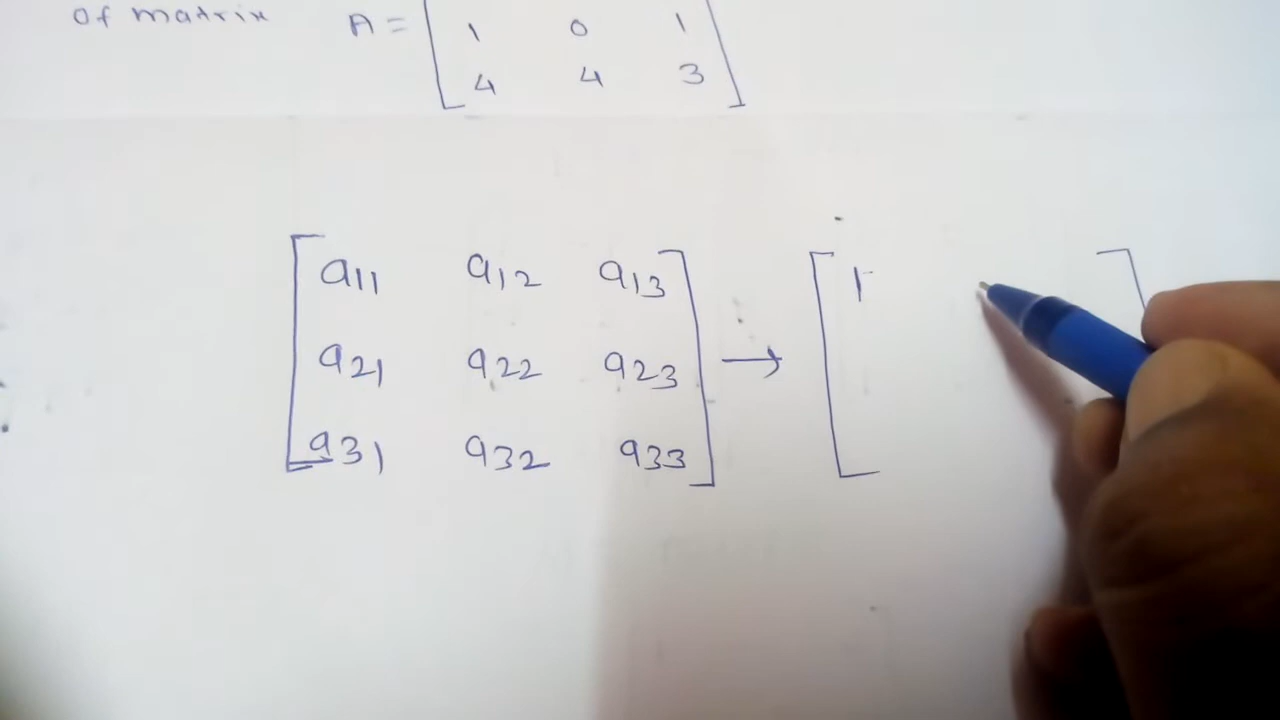 Of matrix A = [ 1 0 1
4 4 3 ]
[ a11 a12 a13 ] → [ 1
a21 a22 a23
a31 a32 a33 ]